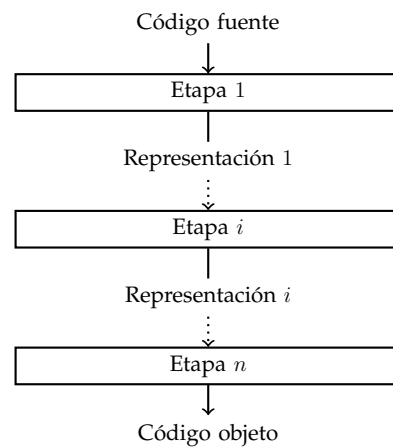 Código fuente
Etapa 1
Representación 1
Etapa i
Representación i
Etapa n
Código objeto